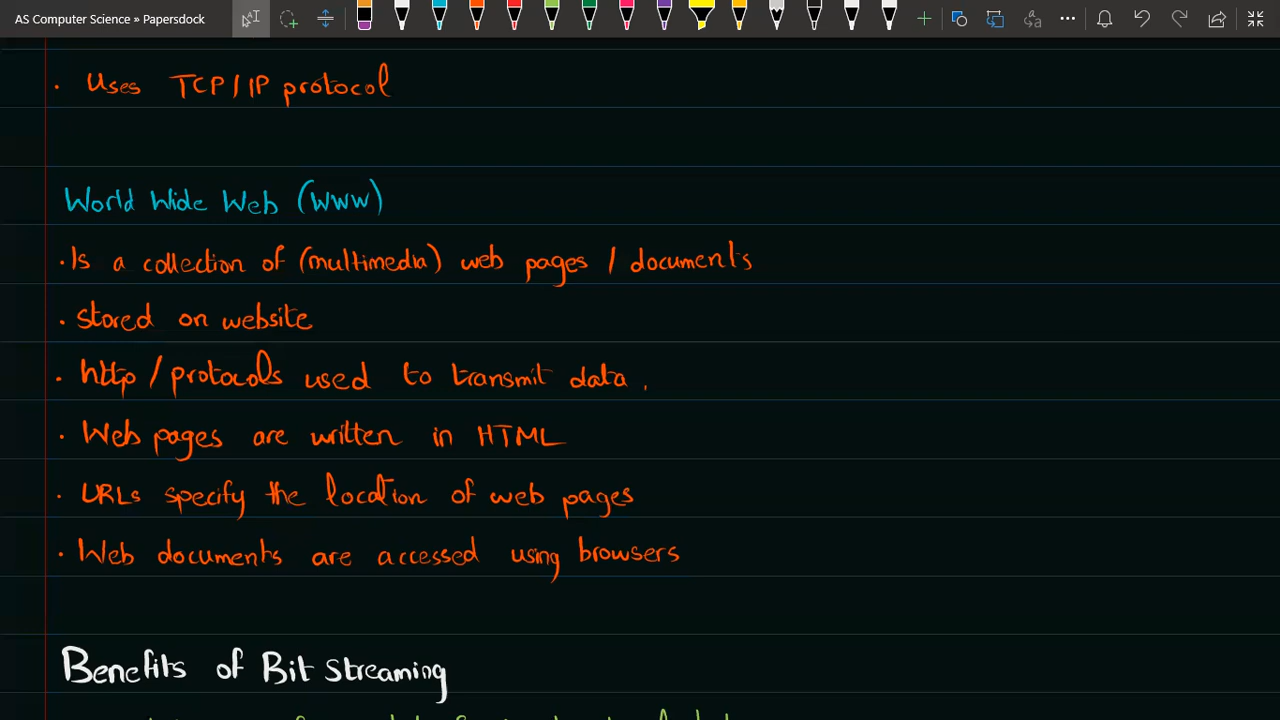 AS Computer Science » Papersdock
• Uses TCP/IP protocol
World Wide Web (WWW)
• Is a collection of (multimedia) web pages / documents
• Stored on website
• http / protocols used to transmit data .
• Web pages are written in HTML
• URLs specify the location of web pages
• Web documents are accessed using browsers
Benefits of Bit Streaming